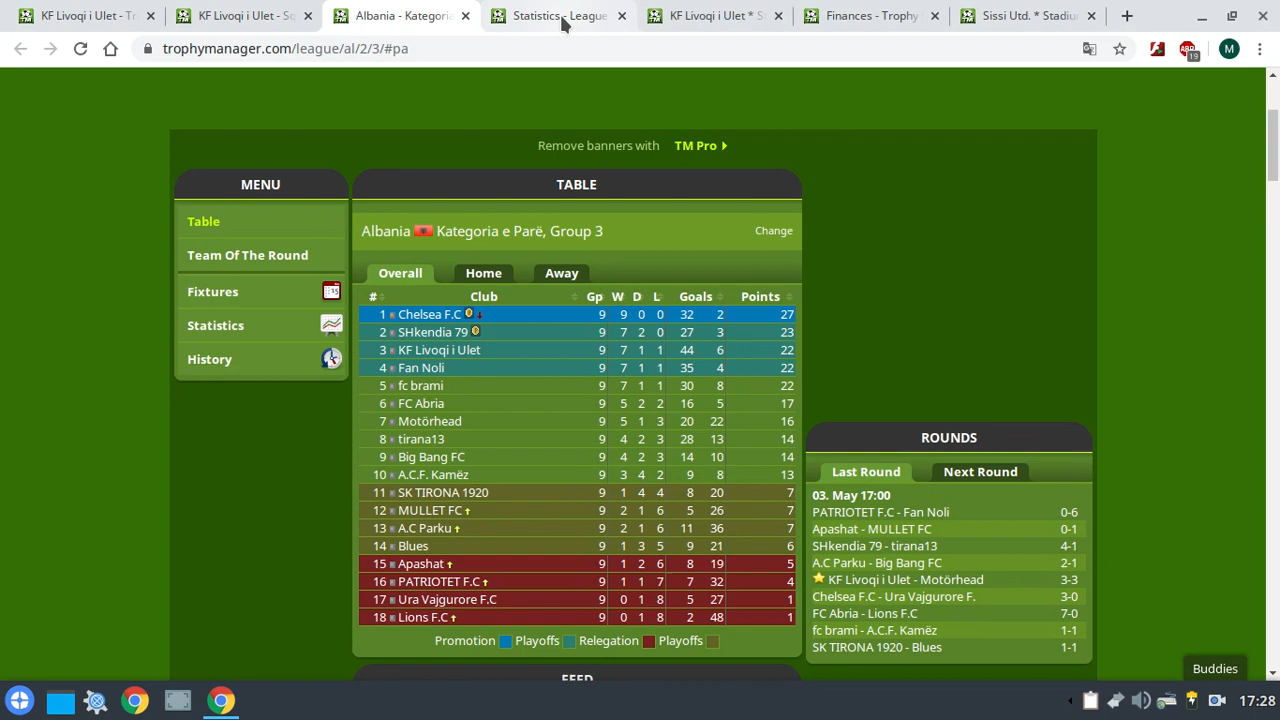 KF Livoqi i Ulet - Tr
KF Livoqi i Ulet - Sq
Albania - Kategoria
Statistics - League
KF Livoqi i Ulet * St
Finances - Trophy
Sissi Utd. * Stadiu
trophymanager.com/league/al/2/3/#pa
ABP
19
M
Remove banners with TM Pro
MENU
Table
Team Of The Round
Fixtures
Statistics
History
TABLE
Albania Kategoria e Parë, Group 3 Change
Overall Home Away
# Club Gp W D L Goals Points
1 Chelsea F.C 9 9 0 0 32 2 27
2 SHkendia 79 9 7 2 0 27 3 23
3 KF Livoqi i Ulet 9 7 1 1 44 6 22
4 Fan Noli 9 7 1 1 35 4 22
5 fc brami 9 7 1 1 30 8 22
6 FC Abria 9 5 2 2 16 5 17
7 Motörhead 9 5 1 3 20 22 16
8 tirana13 9 4 2 3 28 13 14
9 Big Bang FC 9 4 2 3 14 10 14
10 A.C.F. Kamëz 9 3 4 2 9 8 13
11 SK TIRONA 1920 9 1 4 4 8 20 7
12 MULLET FC 9 2 1 6 5 26 7
13 A.C Parku 9 2 1 6 11 36 7
14 Blues 9 1 3 5 9 21 6
15 Apashat 9 1 2 6 8 19 5
16 PATRIOTET F.C 9 1 1 7 7 32 4
17 Ura Vajgurore F.C 9 0 1 8 5 27 1
18 Lions F.C 9 0 1 8 2 48 1
Promotion Playoffs Relegation Playoffs
FEED
ROUNDS
Last Round Next Round
03. May 17:00
PATRIOTET F.C - Fan Noli 0-6
Apashat - MULLET FC 0-1
SHkendia 79 - tirana13 4-1
A.C Parku - Big Bang FC 2-1
KF Livoqi i Ulet - Motörhead 3-3
Chelsea F.C - Ura Vajgurore F. 3-0
FC Abria - Lions F.C 7-0
fc brami - A.C.F. Kamëz 1-1
SK TIRONA 1920 - Blues 1-1
Buddies
17:28